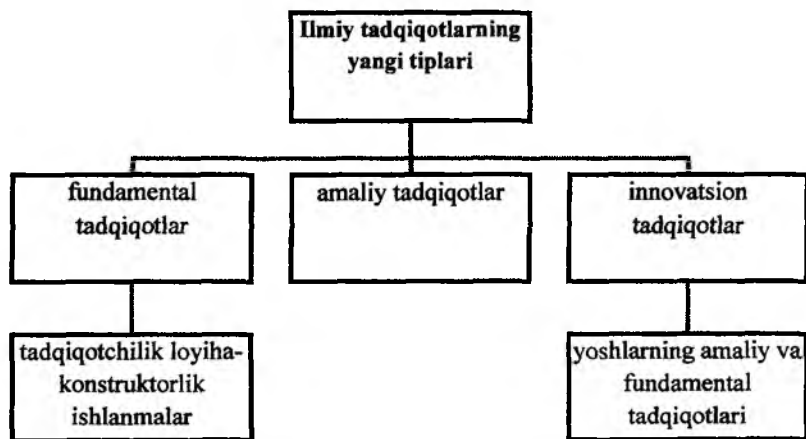 Ilmiy tadqiqotlarning
yangi tiplari
fundamental
tadqiqotlar
amaliy tadqiqotlar
innovatsion
tadqiqotlar
tadqiqotchilik loyiha-
konstruktorlik
ishlanmalar
yoshlarning amaliy va
fundamental
tadqiqotlari